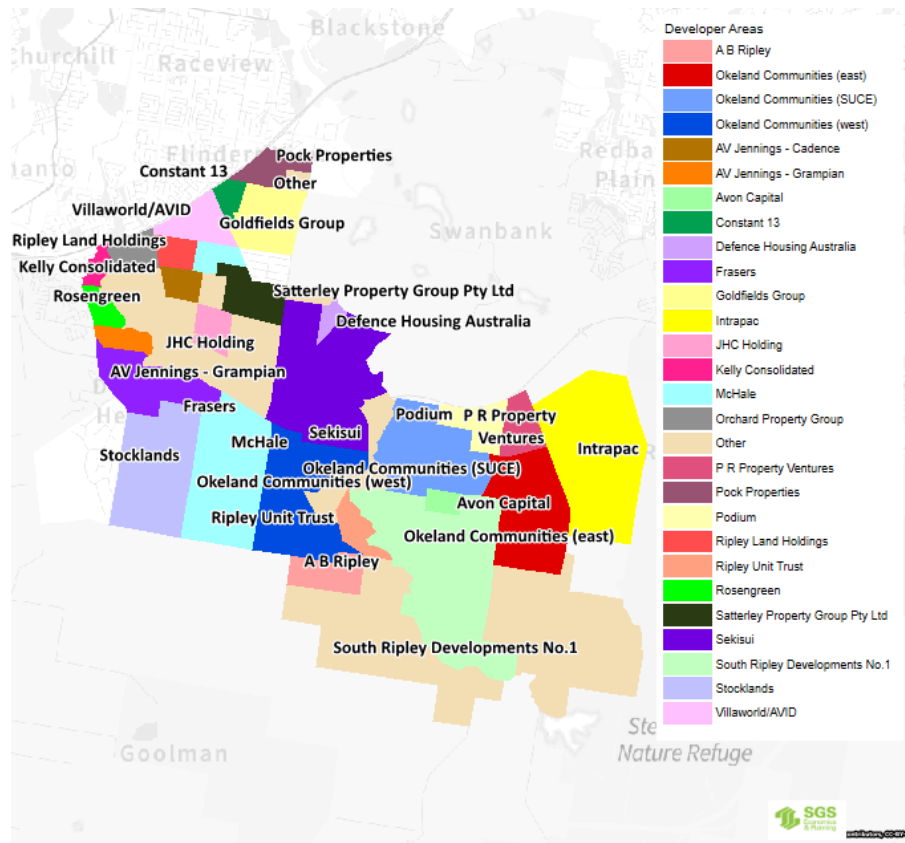 Blackstone
Churchill
Raceview
Developer Areas
A B Ripley
Okeland Communities (east)
Okeland Communities (SUCE)
Okeland Communities (west)
AV Jennings - Cadence
AV Jennings - Grampian
Avon Capital
Constant 13
Defence Housing Australia
Frasers
Goldfields Group
Intrapac
JHC Holding
Kelly Consolidated
McHale
Orchard Property Group
Other
P R Property Ventures
Pock Properties
Podium
Ripley Land Holdings
Ripley Unit Trust
Rosengreen
Satterley Property Group Pty Ltd
Sekisui
South Ripley Developments No.1
Stocklands
Villaworld/AVID
Flinders
Pock Properties
Constant 13
Other
Villaworld/AVID
Goldfields Group
Swanbank
Ripley Land Holdings
Kelly Consolidated
Rosengreen
Satterley Property Group Pty Ltd
Defence Housing Australia
JHC Holding
AV Jennings - Grampian
Frasers
Podium
P R Property
Ventures
McHale
Sekisui
Stocklands
Intrapac
Okeland Communities (SUCE)
Okeland Communities (west)
Avon Capital
Ripley Unit Trust
Okeland Communities (east)
A B Ripley
South Ripley Developments No.1
Goolman
Ste
Nature Refuge
SGS
Economics
& Planning
contributors, CC-BY